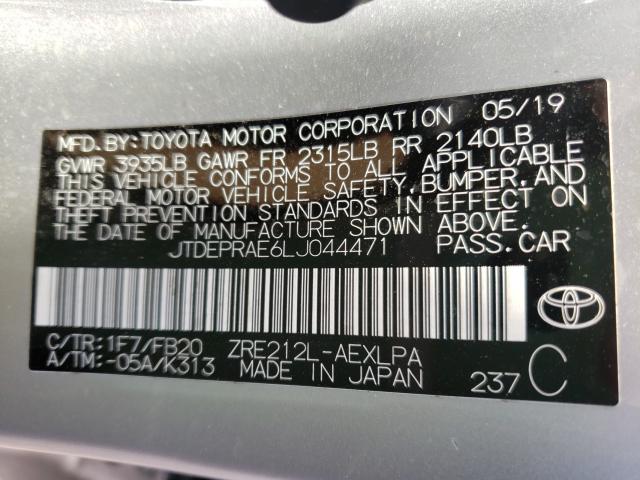 MFD. BY: TOYOTA MOTOR CORPORATION 05/19
GVWR 3935LB GAWR FR 2315LB RR 2140LB
THIS VEHICLE CONFORMS TO ALL APPLICABLE
FEDERAL MOTOR VEHICLE SAFETY, BUMPER, AND
THEFT PREVENTION STANDARDS IN EFFECT ON
THE DATE OF MANUFACTURE SHOWN ABOVE.
JTDEPRAE6LJ044471 PASS. CAR
C/TR: 1F7/FB20 ZRE212L-AEXLPA
A/TM: -05A/K313 MADE IN JAPAN 237 C